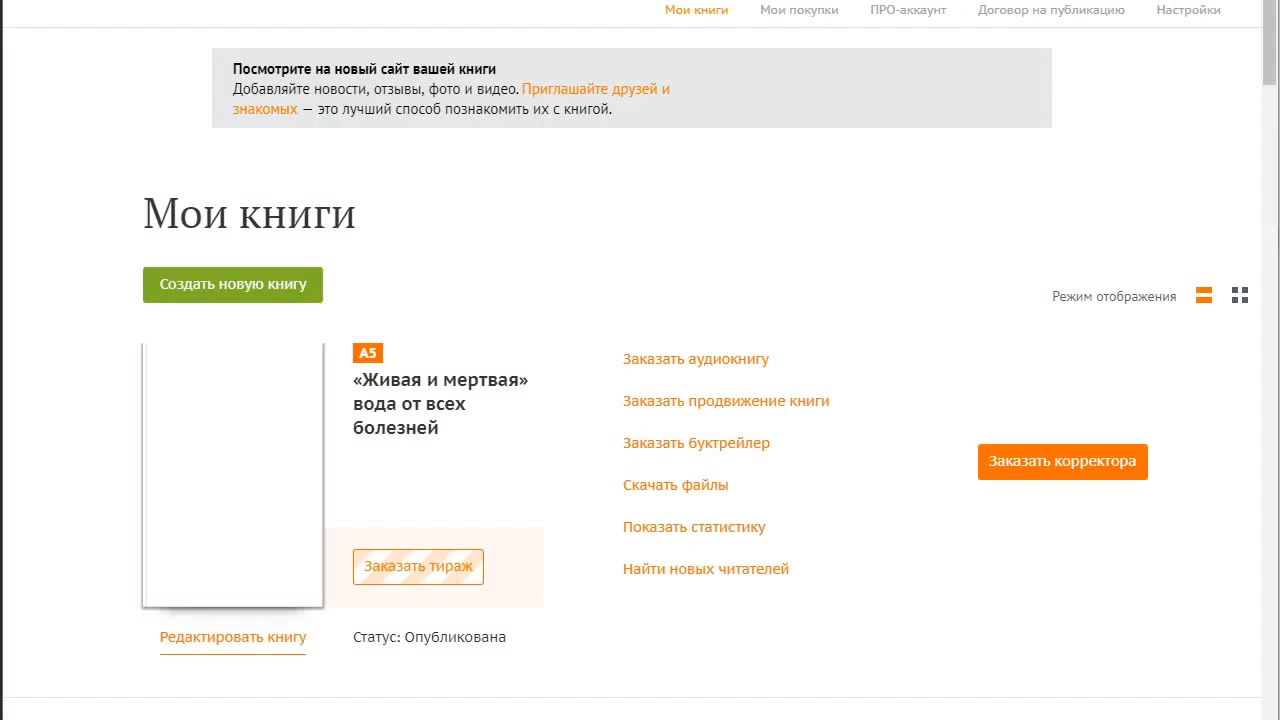 Мои книги Мои покупки ПРО-аккаунт Договор на публикацию Настройки
Посмотрите на новый сайт вашей книги
Добавляйте новости, отзывы, фото и видео. Приглашайте друзей и
знакомых — это лучший способ познакомить их с книгой.
Мои книги
Создать новую книгу
Режим отображения
A5
«Живая и мертвая»
вода от всех
болезней
Заказать тираж
Редактировать книгу
Статус: Опубликована
Заказать аудиокнигу
Заказать продвижение книги
Заказать буктрейлер
Скачать файлы
Показать статистику
Найти новых читателей
Заказать корректора